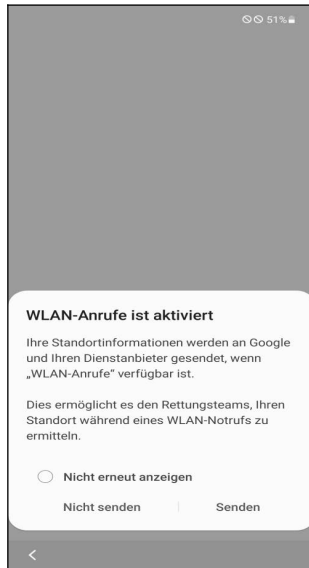 51%
WLAN-Anrufe ist aktiviert
Ihre Standortinformationen werden an Google
und Ihren Dienstanbieter gesendet, wenn
„WLAN-Anrufe“ verfügbar ist.
Dies ermöglicht es den Rettungsteams, Ihren
Standort während eines WLAN-Notrufs zu
ermitteln.
Nicht erneut anzeigen
Nicht senden Senden